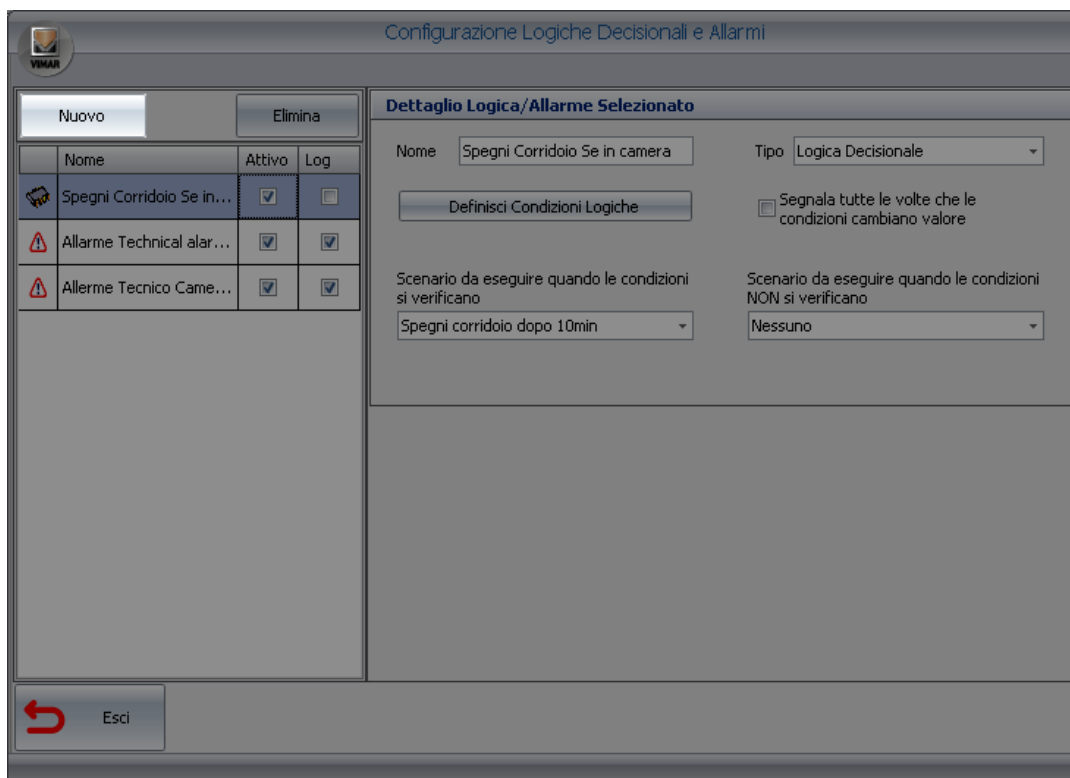 Configurazione Logiche Decisionali e Allarmi
VIMAR
Nuovo
Elimina
Nome Attivo Log
Spegni Corridoio Se in...
Allarme Technical alar...
Allerme Tecnico Came...
Dettaglio Logica/Allarme Selezionato
Nome Spegni Corridoio Se in camera
Tipo Logica Decisionale
Definisci Condizioni Logiche
Segnala tutte le volte che le
condizioni cambiano valore
Scenario da eseguire quando le condizioni
si verificano
Spegni corridoio dopo 10min
Scenario da eseguire quando le condizioni
NON si verificano
Nessuno
Esci